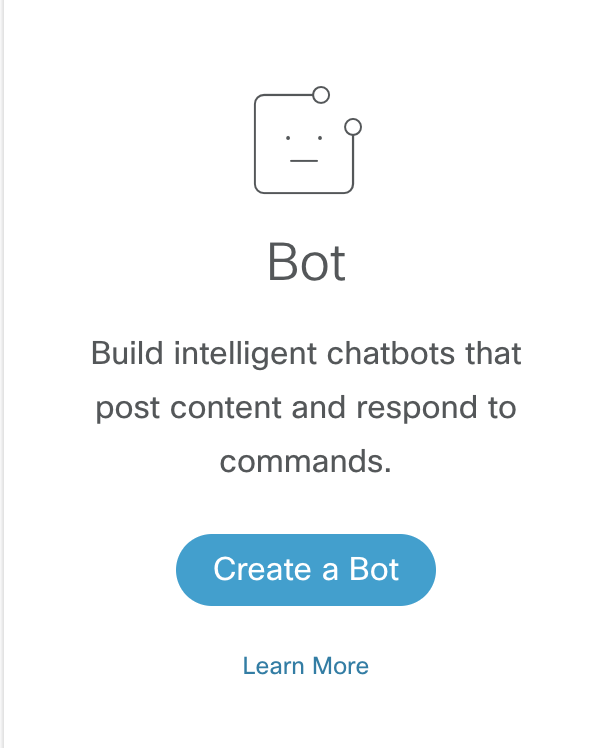 Bot
Build intelligent chatbots that
post content and respond to
commands.
Create a Bot
Learn More